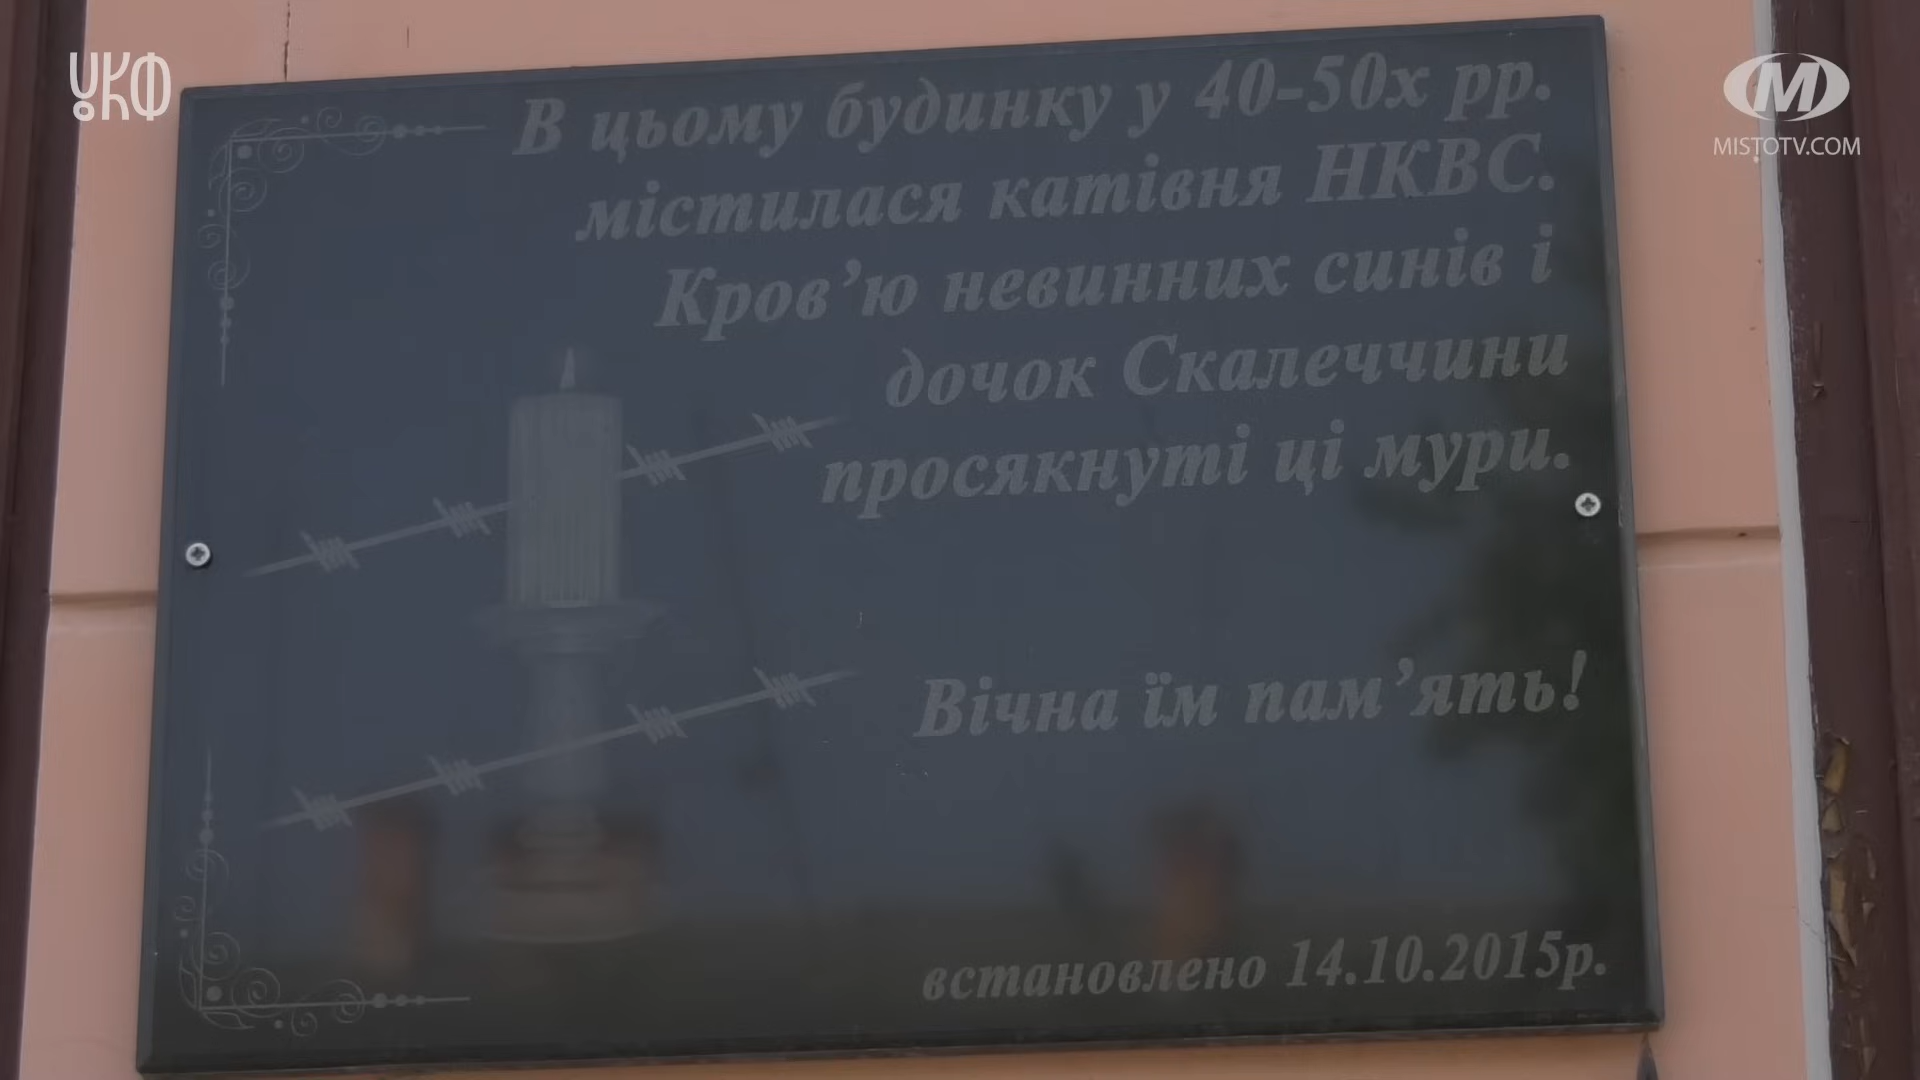 УКФ
М
MISTOTV.COM
В цьому будинку у 40-50х рр.
містилася катівня НКВС.
Кров’ю невинних синів і
дочок Скалеччини
просякнуті ці мури.
Вічна їм пам’ять!
встановлено 14.10.2015р.